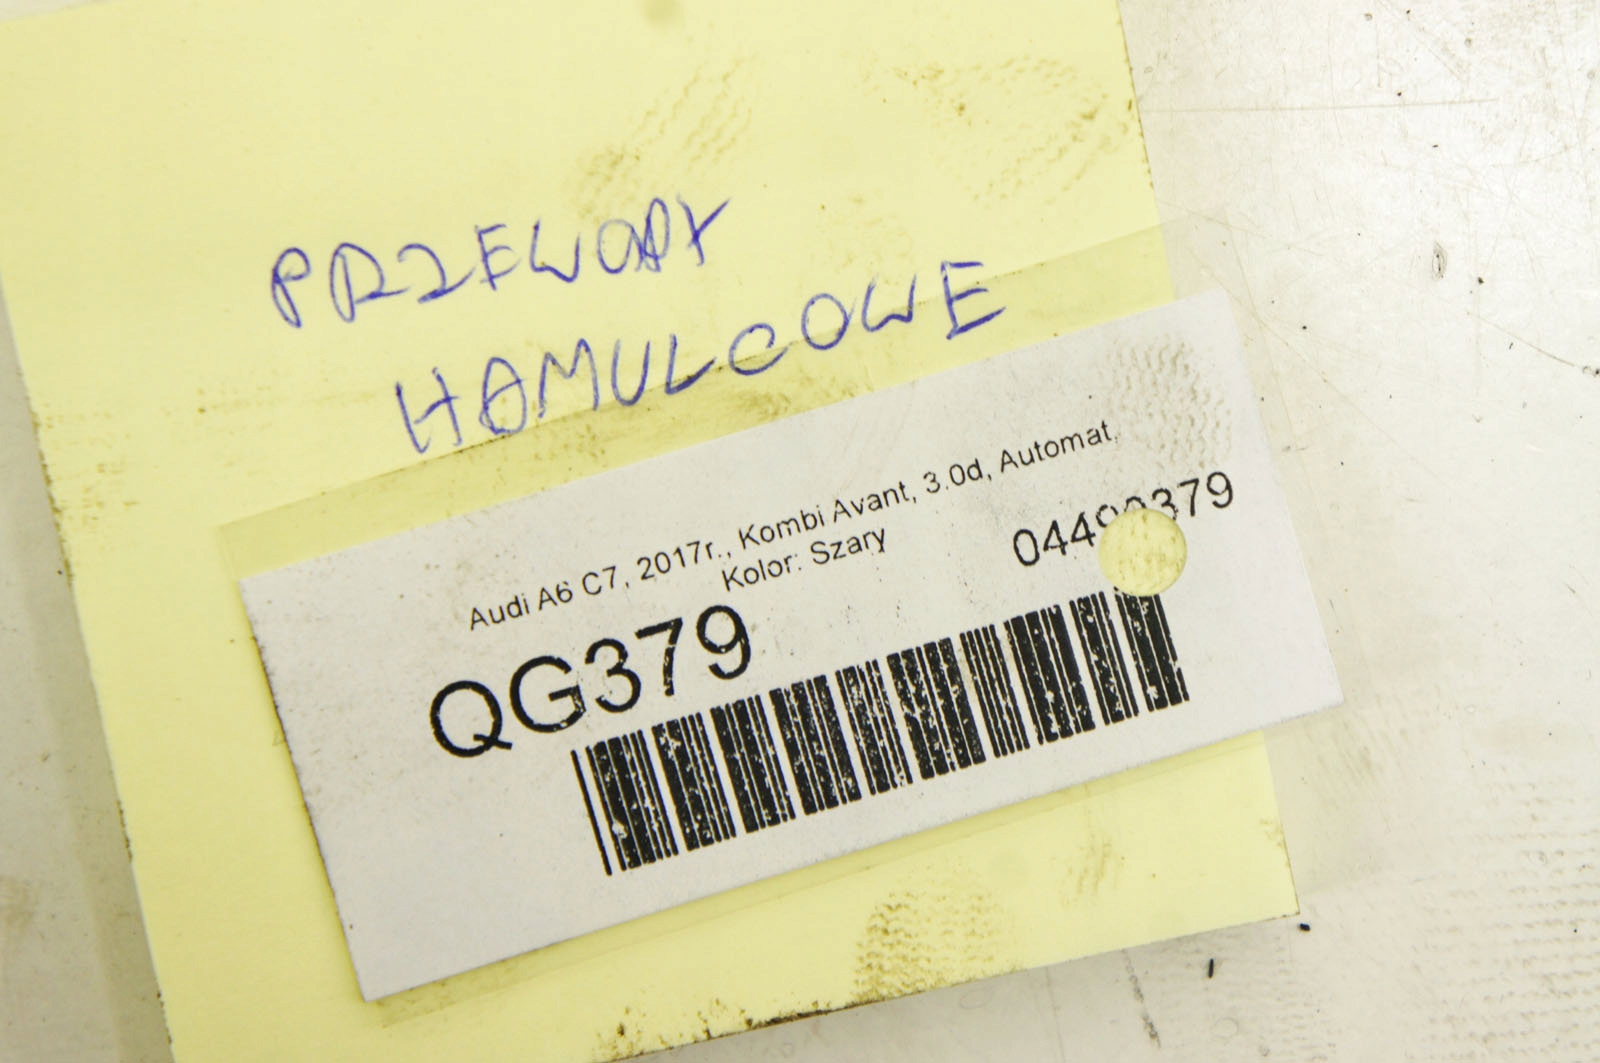 PRZEWODY
HAMULCOWE
Audi A6 C7, 2017r., Kombi Avant, 3.0d, Automat,
Kolor: Szary
QG379